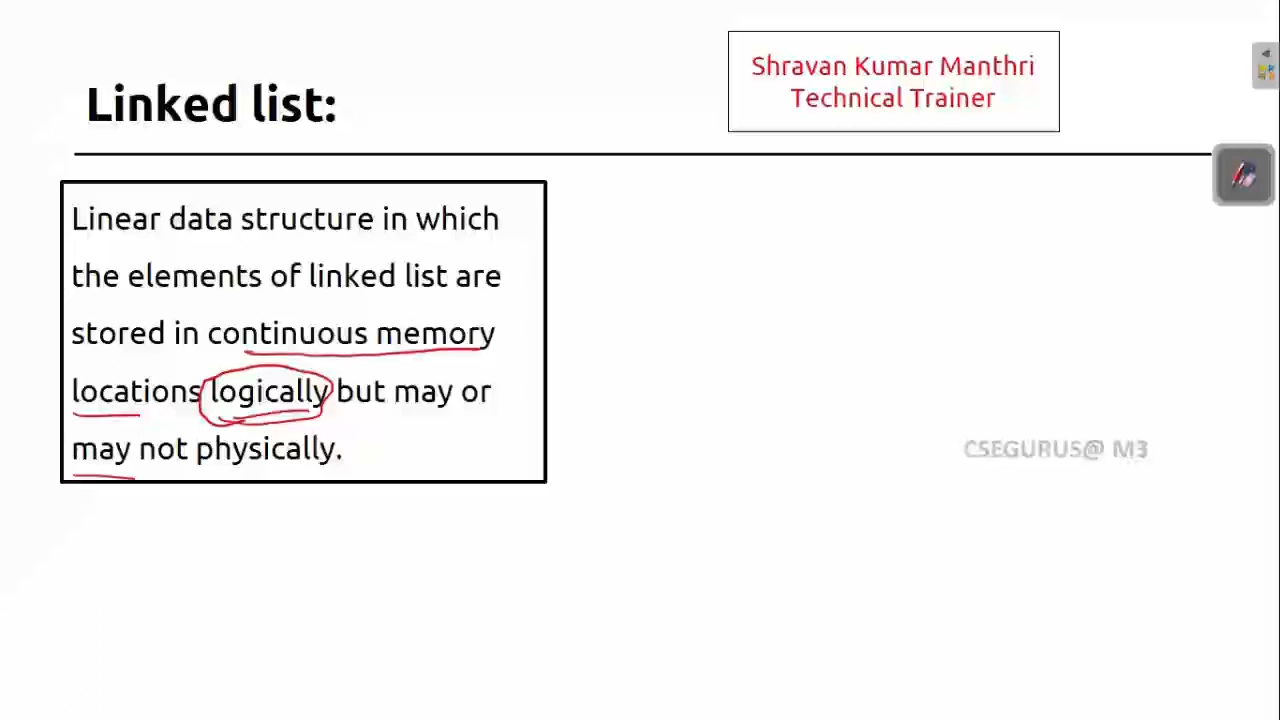 Shravan Kumar Manthri
Technical Trainer
Linked list:
Linear data structure in which
the elements of linked list are
stored in continuous memory
locations logically but may or
may not physically.
CSEGURUS@ M3